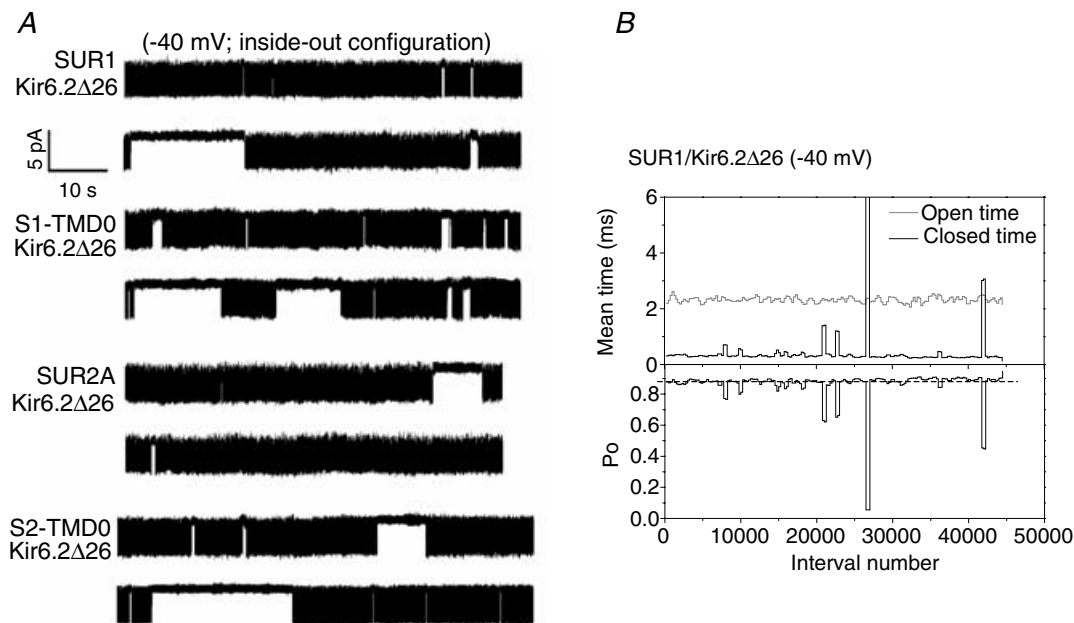 A
(-40 mV; inside-out configuration)
SUR1
Kir6.2Δ26
5 pA
10 s
S1-TMD0
Kir6.2Δ26
SUR2A
Kir6.2Δ26
S2-TMD0
Kir6.2Δ26
B
SUR1/Kir6.2Δ26 (-40 mV)
Mean time (ms)
6
4
2
0
Open time
Closed time
Po
0.8
0.6
0.4
0.2
0.0
0 10000 20000 30000 40000 50000
Interval number